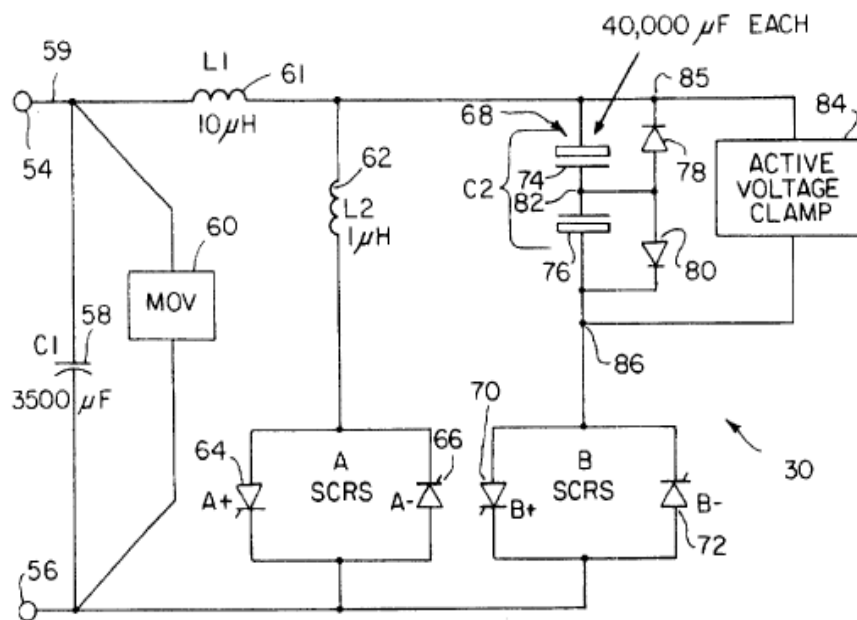 40,000 µF EACH
59
L1
61
10µH
54
68
85
84
62
C2
74
82
78
ACTIVE
VOLTAGE
CLAMP
L2
1µH
60
76
80
MOV
58
C1
86
3500 µF
70
30
64
66
A
SCRS
B
SCRS
A+
A-
B+
B-
72
56